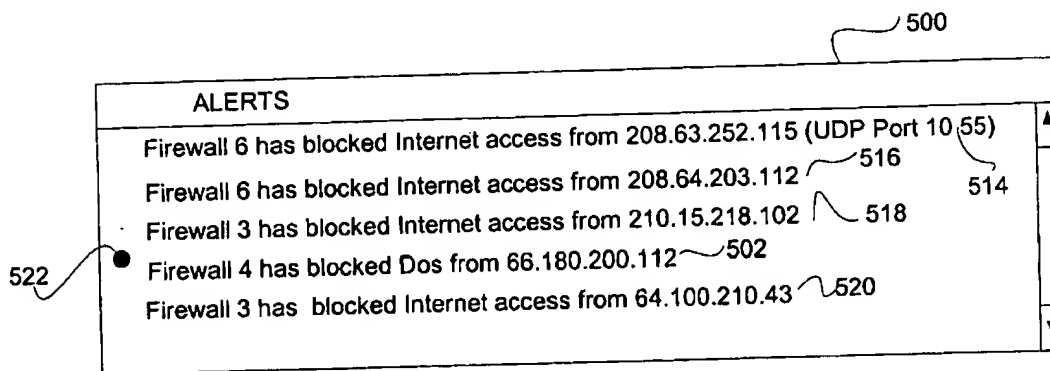 500
ALERTS
Firewall 6 has blocked Internet access from 208.63.252.115 (UDP Port 10 55)
514
Firewall 6 has blocked Internet access from 208.64.203.112 516
Firewall 3 has blocked Internet access from 210.15.218.102 518
522
Firewall 4 has blocked Dos from 66.180.200.112 502
Firewall 3 has blocked Internet access from 64.100.210.43 520